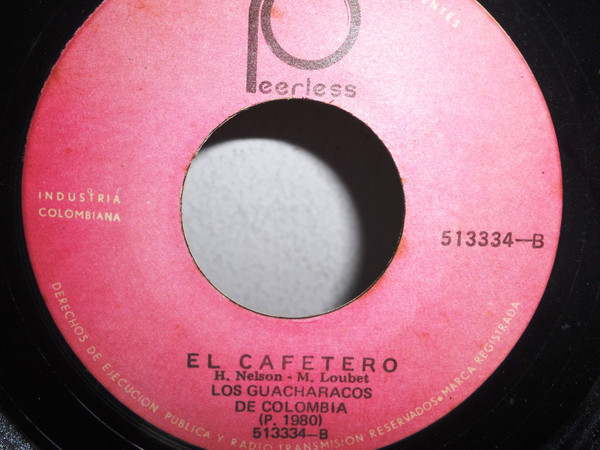 Peerless
INDUSTRIA
COLOMBIANA
513334-B
EL CAFETERO
H. Nelson - M. Loubet
LOS GUACHARACOS
DE COLOMBIA
(P. 1980)
513334-B
DERECHOS DE EJECUCION PUBLICA Y RADIO TRANSMISION RESERVADOS•MARCA REGISTRADA